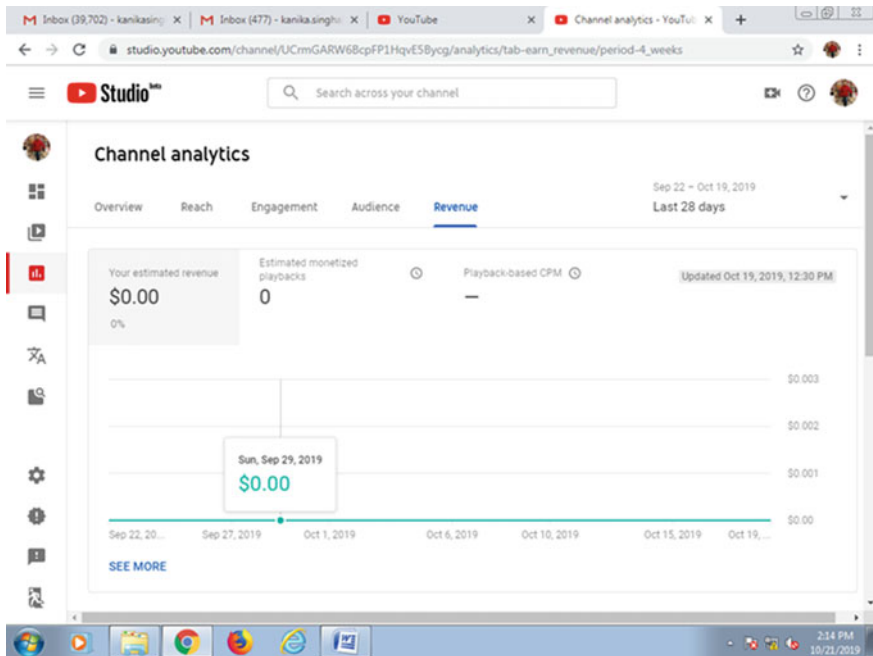 Inbox (39,702) - kanikasing
Inbox (477) - kanika.singh
YouTube
Channel analytics - YouTu
studio.youtube.com/channel/UCrmGARW6BcpFP1HqvESBycg/analytics/tab-earn_revenue/period-4_weeks
Studio beta
Search across your channel
Channel analytics
Overview Reach Engagement Audience Revenue
Sep 22 – Oct 19, 2019
Last 28 days
Your estimated revenue
$0.00
0%
Estimated monetized
playbacks
0
Playback-based CPM
—
Updated Oct 19, 2019, 12:30 PM
$0.003
$0.002
$0.001
$0.00
Sun, Sep 29, 2019
$0.00
Sep 22, 20... Sep 27, 2019 Oct 1, 2019 Oct 6, 2019 Oct 10, 2019 Oct 15, 2019 Oct 19, ...
SEE MORE
2:14 PM
10/21/2019